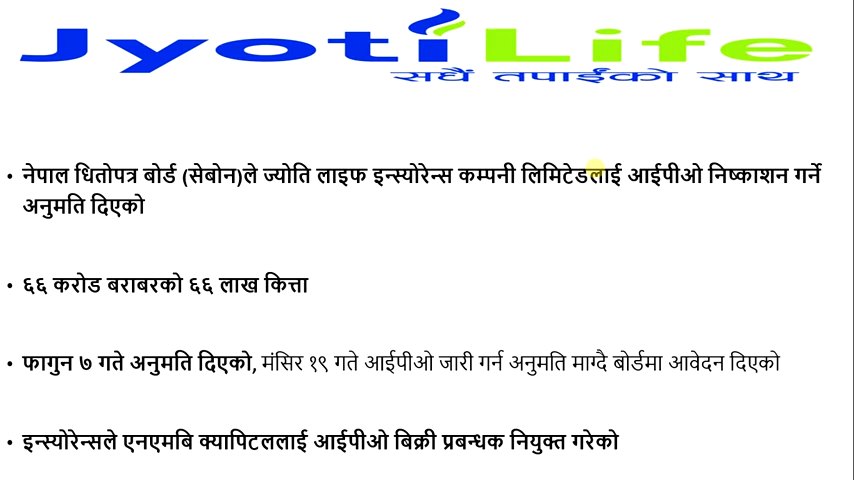 Jyoti Life
सधैं तपाईंको साथ
• नेपाल धितोपत्र बोर्ड (सेबोन)ले ज्योति लाइफ इन्स्योरेन्स कम्पनी लिमिटेडलाई आईपीओ निष्काशन गर्ने
अनुमति दिएको
• ६६ करोड बराबरको ६६ लाख कित्ता
• फागुन ७ गते अनुमति दिएको, मंसिर १९ गते आईपीओ जारी गर्न अनुमति माग्दै बोर्डमा आवेदन दिएको
• इन्स्योरेन्सले एनएमबि क्यापिटललाई आईपीओ बिक्री प्रबन्धक नियुक्त गरेको